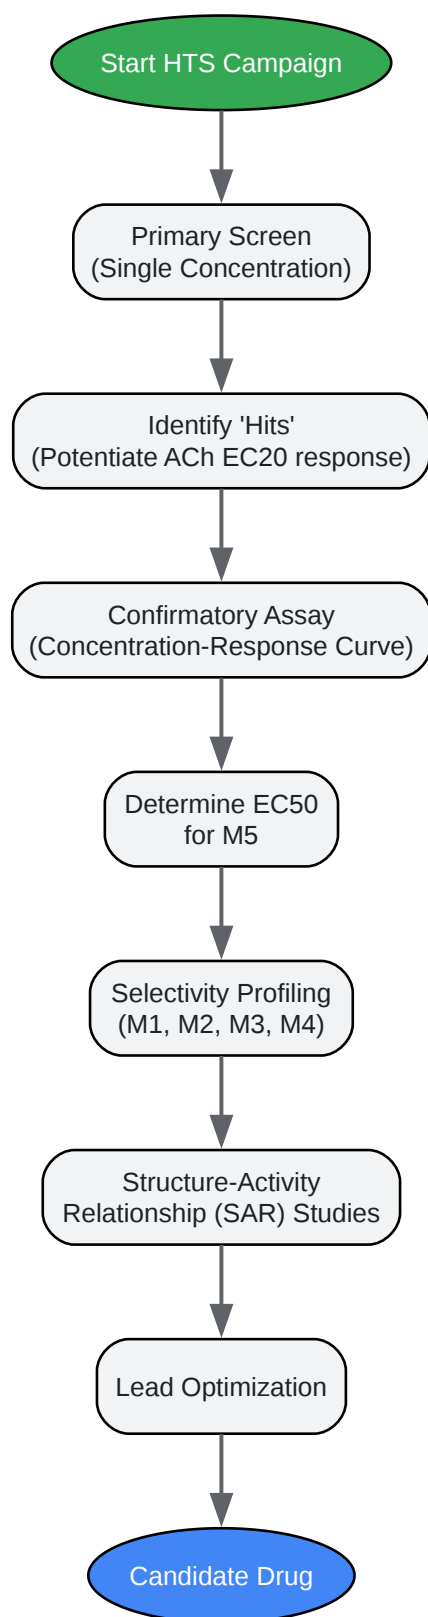 Start HTS Campaign
Primary Screen
(Single Concentration)
Identify 'Hits'
(Potentiate ACh EC20 response)
Confirmatory Assay
(Concentration-Response Curve)
Determine EC50
for M5
Selectivity Profiling
(M1, M2, M3, M4)
Structure-Activity
Relationship (SAR) Studies
Lead Optimization
Candidate Drug